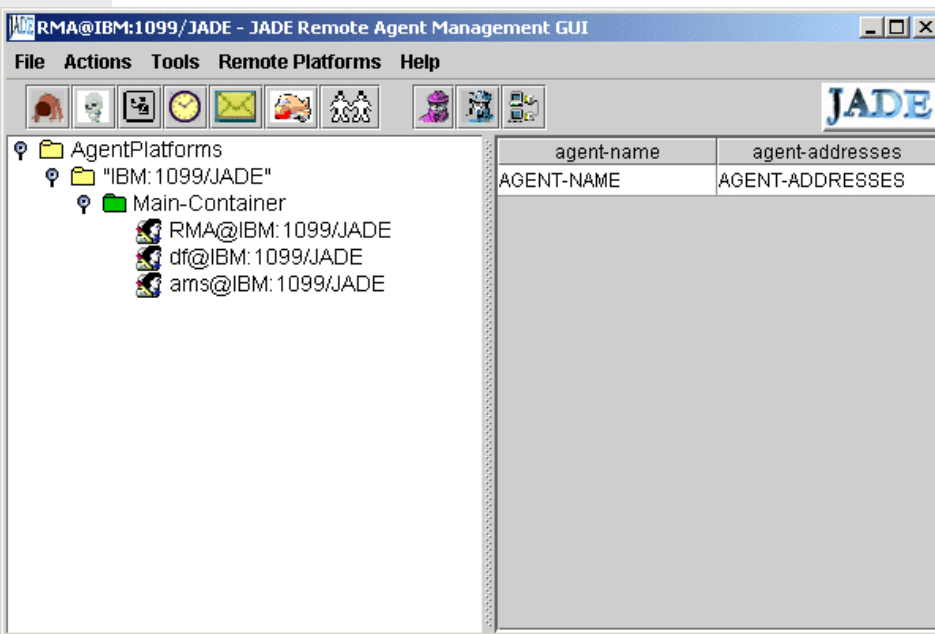 RMA@IBM:1099/JADE - JADE Remote Agent Management GUI
File Actions Tools Remote Platforms Help
JADE
AgentPlatforms
"IBM:1099/JADE"
Main-Container
RMA@IBM:1099/JADE
df@IBM:1099/JADE
ams@IBM:1099/JADE
agent-name agent-addresses
AGENT-NAME AGENT-ADDRESSES